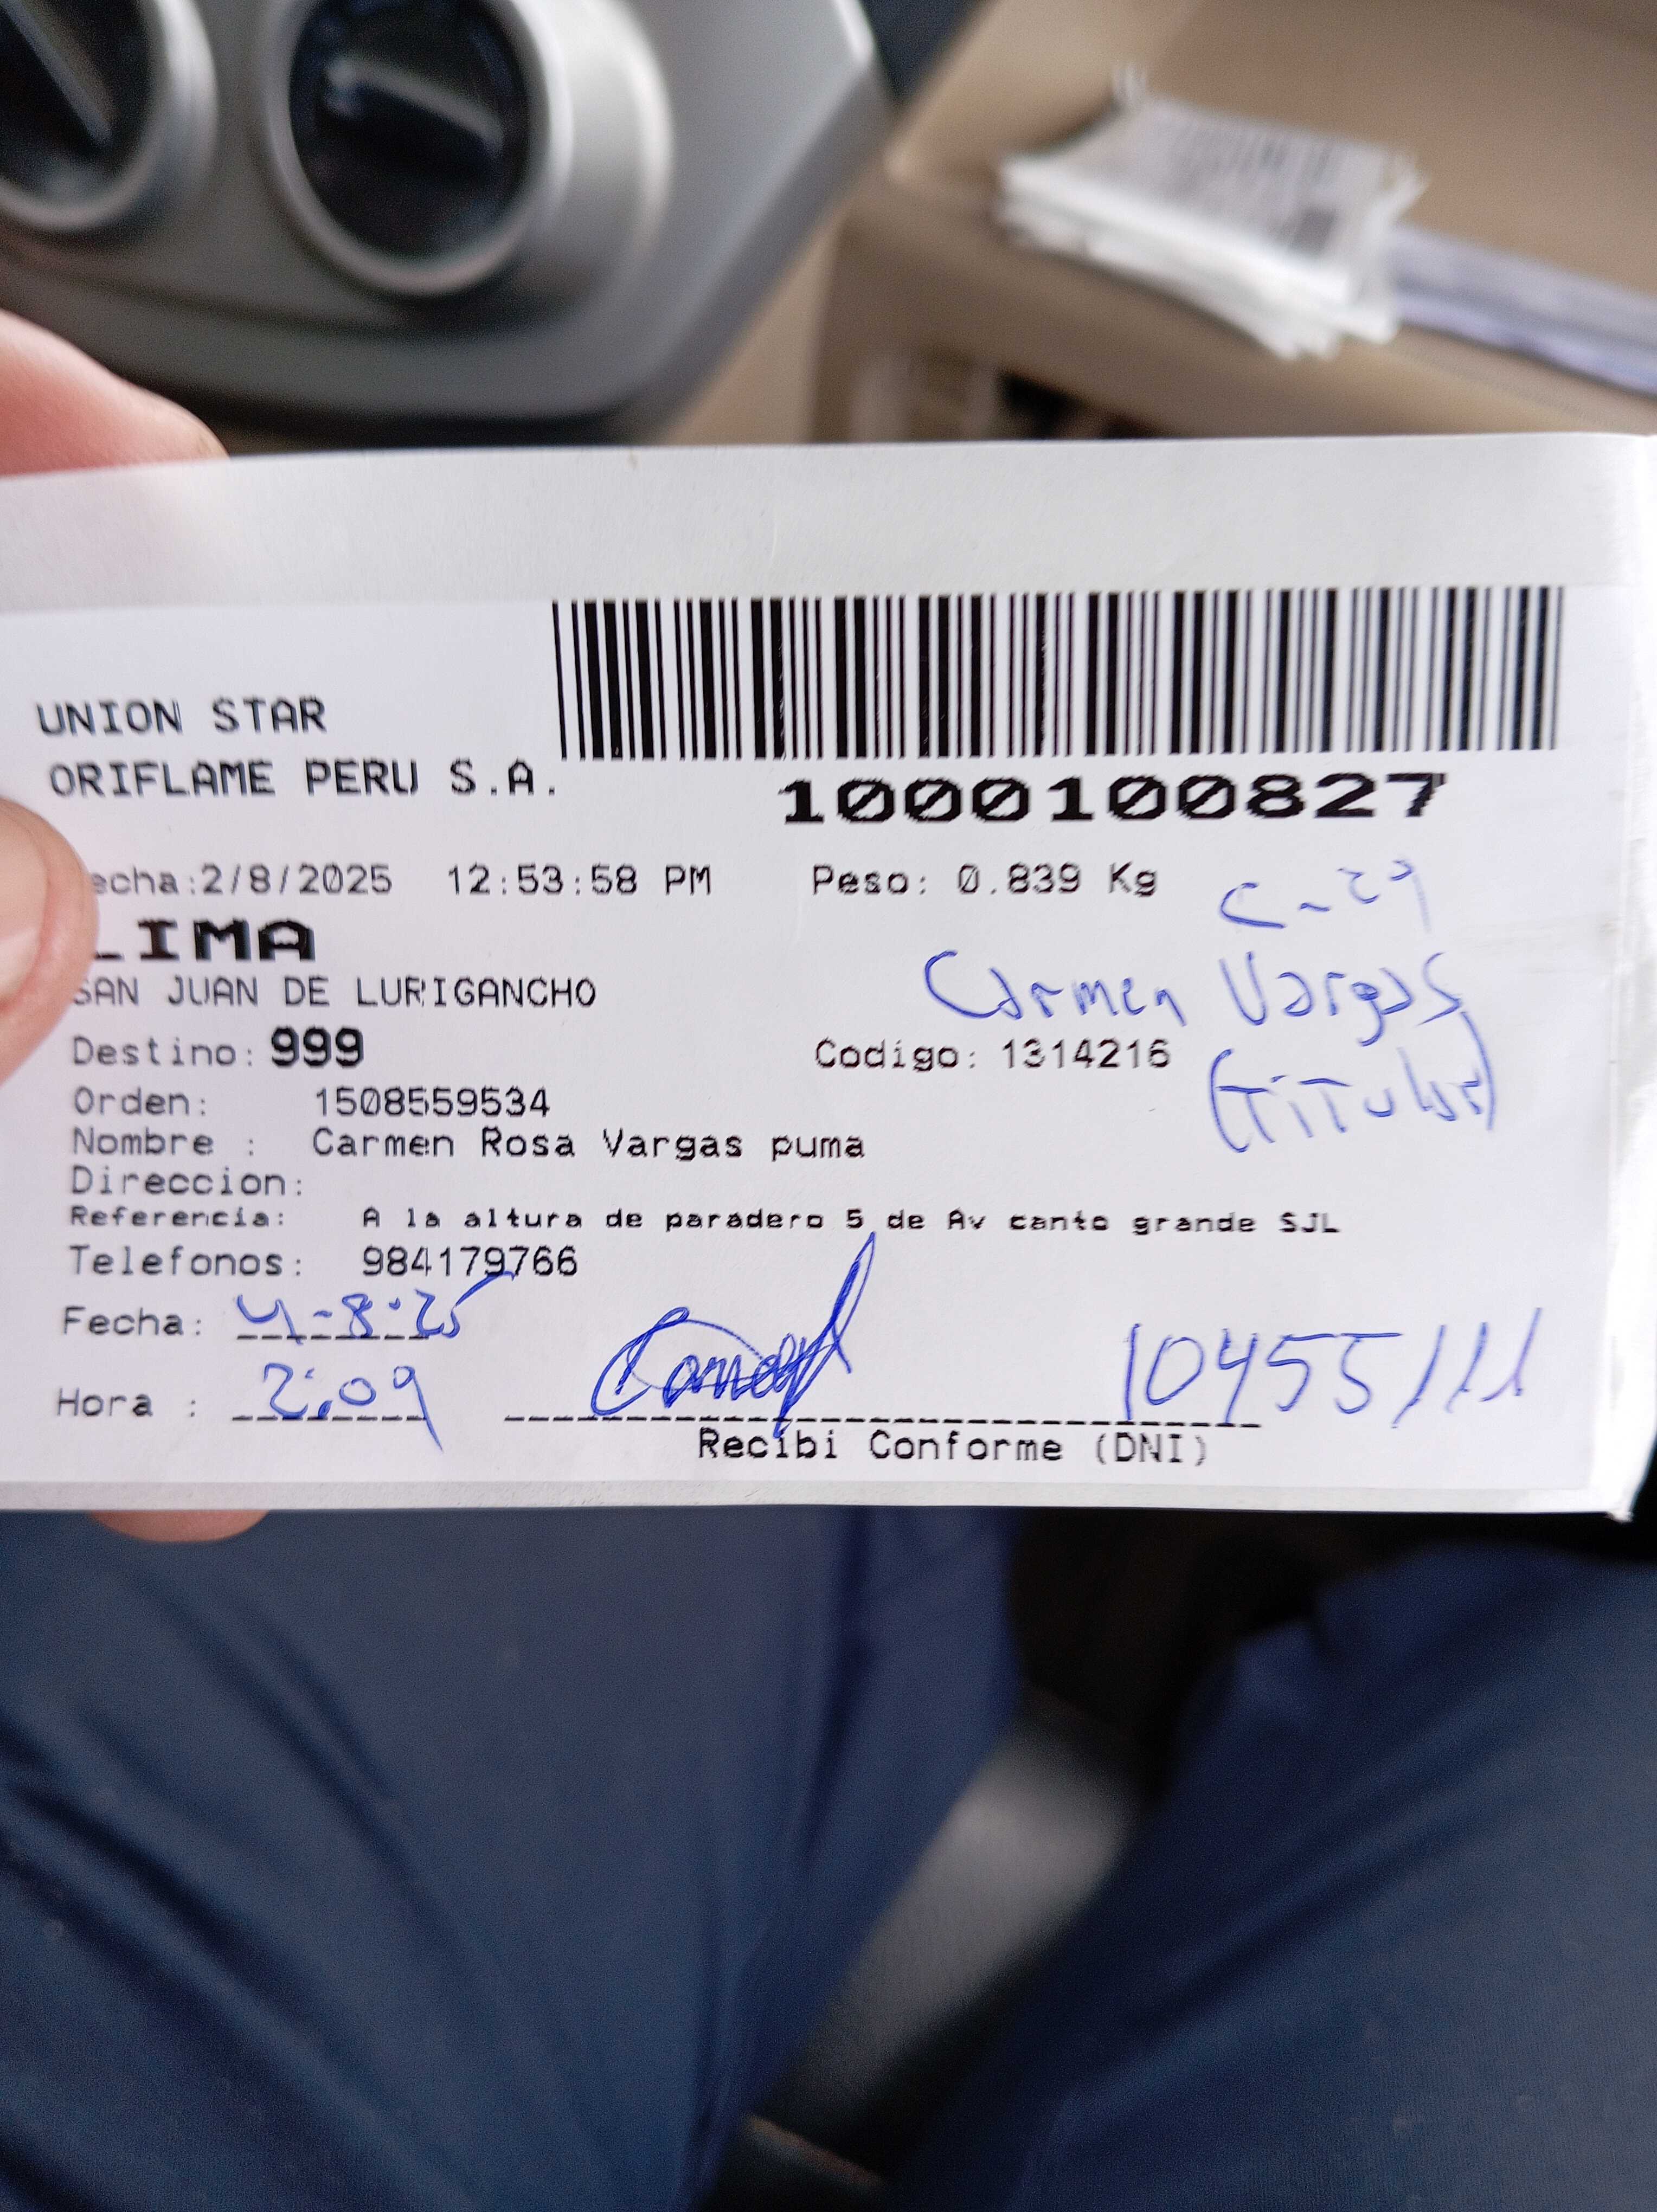 UNION STAR
ORIFLAME PERU S.A.
1000100827
echa:2/8/2025 12:53:58 PM Peso: 0.839 Kg
C-29
LIMA
Carmen Vargas
SAN JUAN DE LURIGANCHO
Destino: 999 Codigo: 1314216
(Titular)
Orden: 1508559534
Nombre : Carmen Rosa Vargas puma
Direccion:
Referencia: A la altura de paradero 5 de Av canto grande SJL
Telefonos: 984179766
Fecha: 4-8-25
Hora : 2:09
10455111
Recibi Conforme (DNI)